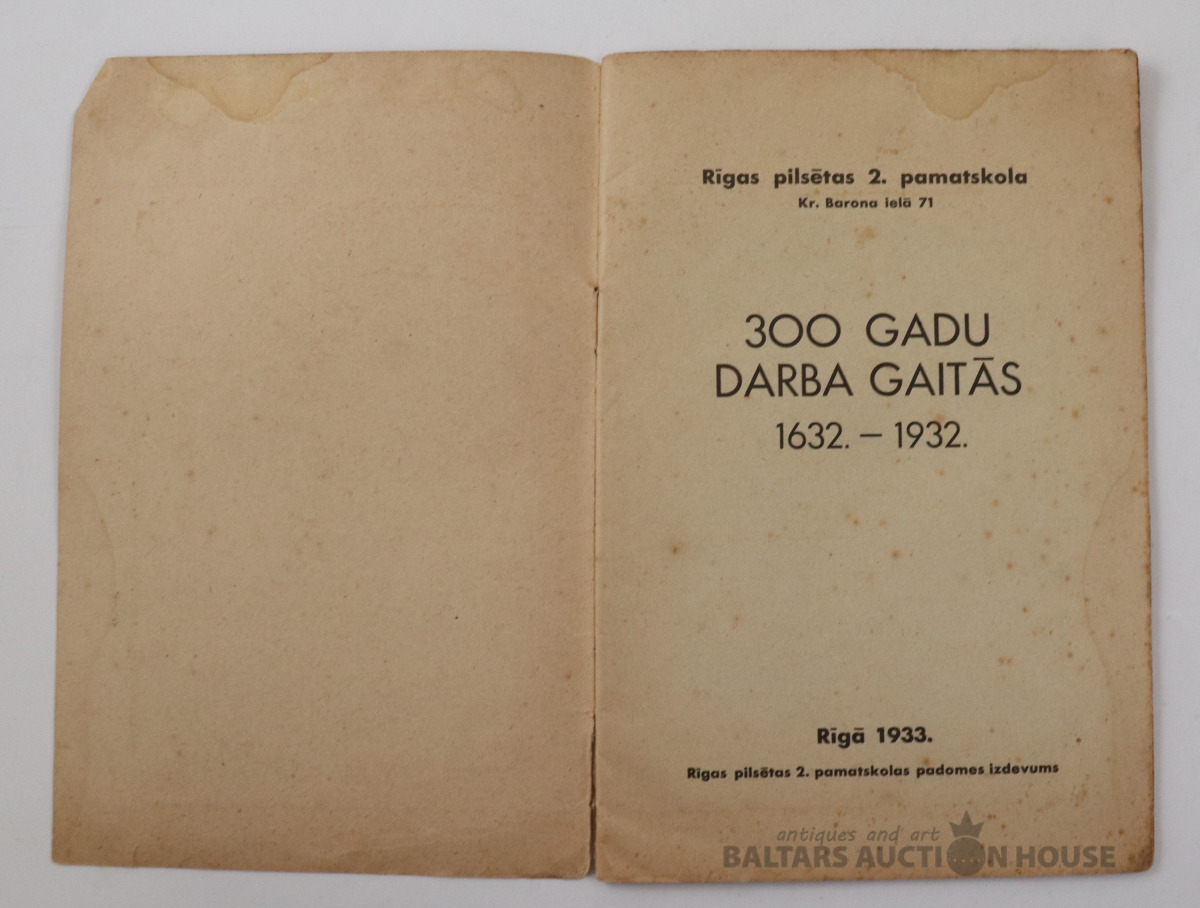 Rīgas pilsētas 2. pamatskola
Kr. Barona ielā 71
300 GADU
DARBA GAITĀS
1632. – 1932.
Rīgā 1933.
Rīgas pilsētas 2. pamatskolas padomes izdevums
antiques and art
BALTARS AUCTION HOUSE